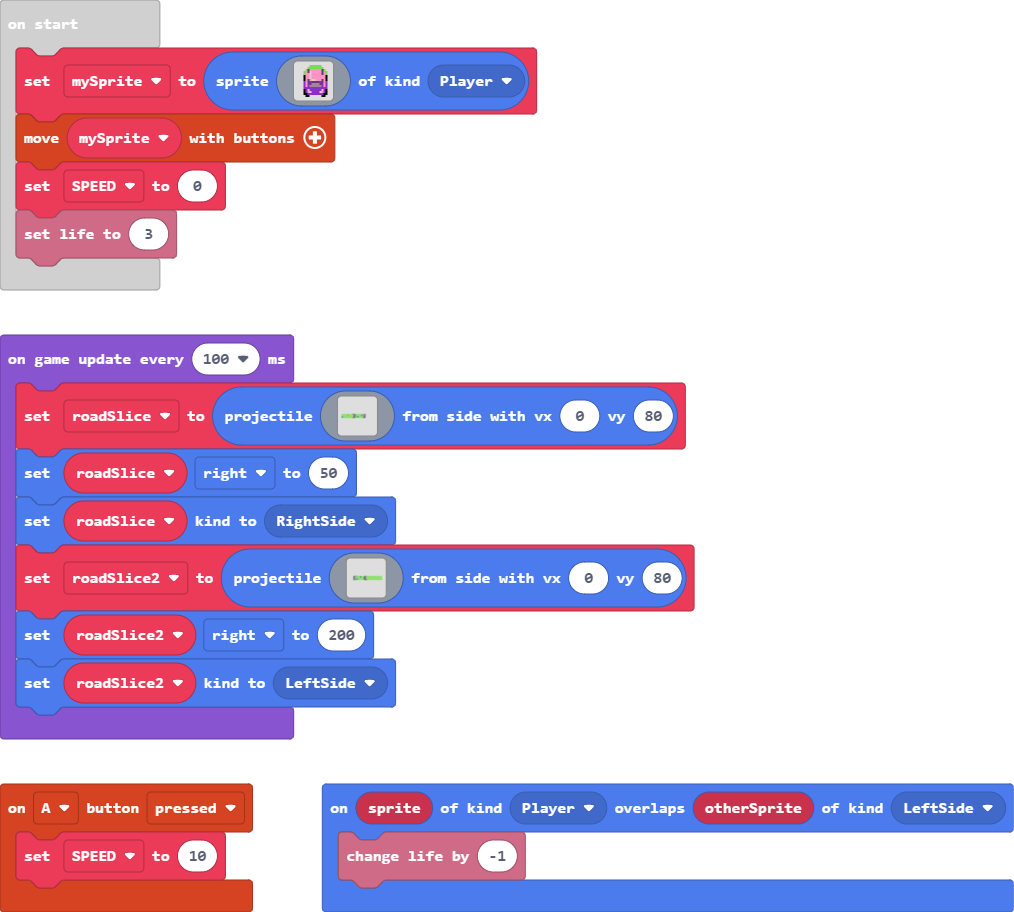 on start
set mySprite to sprite of kind Player
move mySprite with buttons
set SPEED to 0
set life to 3
on game update every 100 ms
set roadSlice to projectile from side with vx 0 vy 80
set roadSlice right to 50
set roadSlice kind to RightSide
set roadSlice2 to projectile from side with vx 0 vy 80
set roadSlice2 right to 200
set roadSlice2 kind to LeftSide
on A button pressed
set SPEED to 10
on sprite of kind Player overlaps otherSprite of kind LeftSide
change life by -1